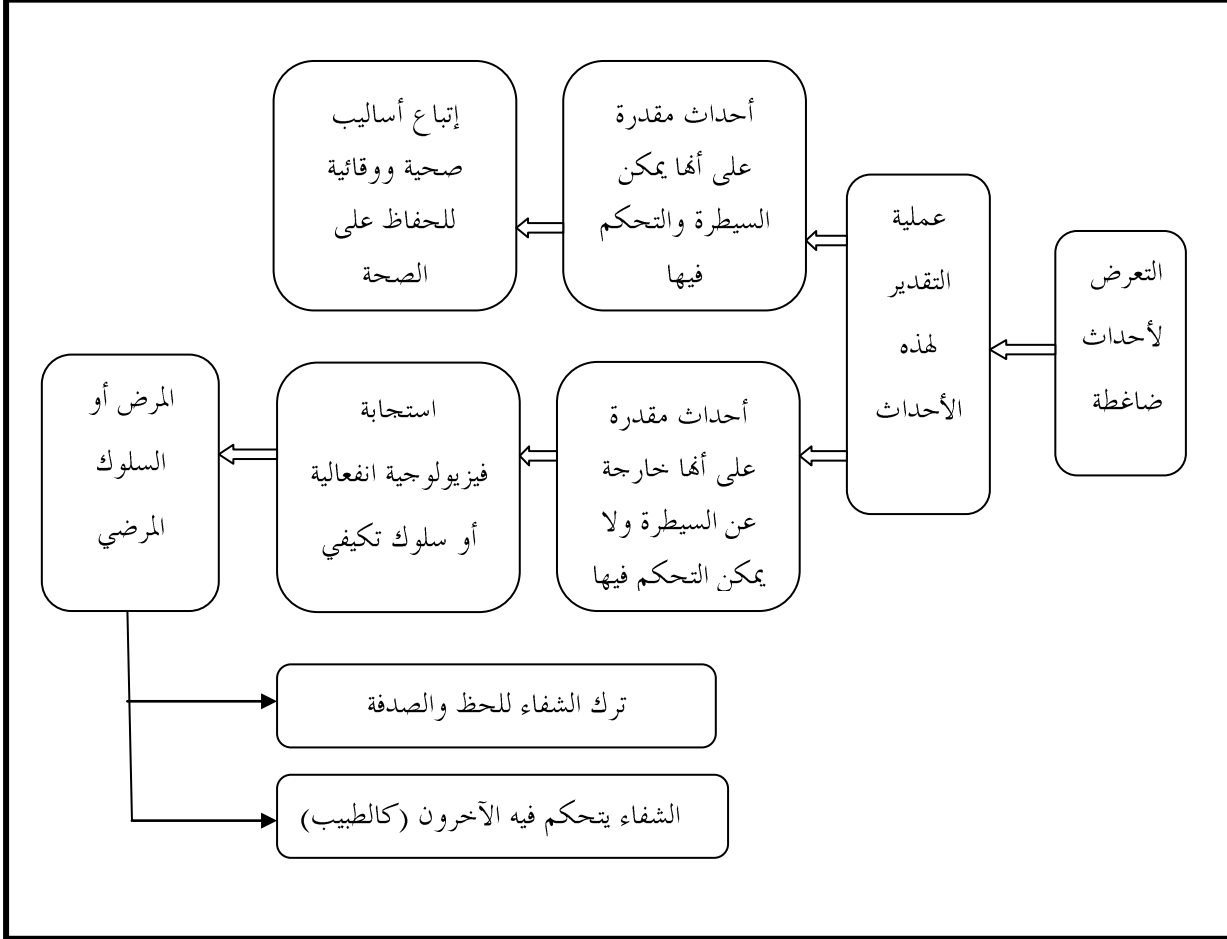 التعرض
لأحداث
ضاغطة
عملية
التقدير
لهذه
الأحداث
أحداث مقدرة
على أنها يمكن
السيطرة والتحكم
فيها
إتباع أساليب
صحية ووقائية
للحفاظ على
الصحة
أحداث مقدرة
على أنها خارجة
عن السيطرة ولا
يمكن التحكم فيها
استجابة
فيزيولوجية انفعالية
أو سلوك تكيفي
المرض أو
السلوك
المرضي
ترك الشفاء للحظ والصدفة
الشفاء يتحكم فيه الآخرون (كالطبيب)